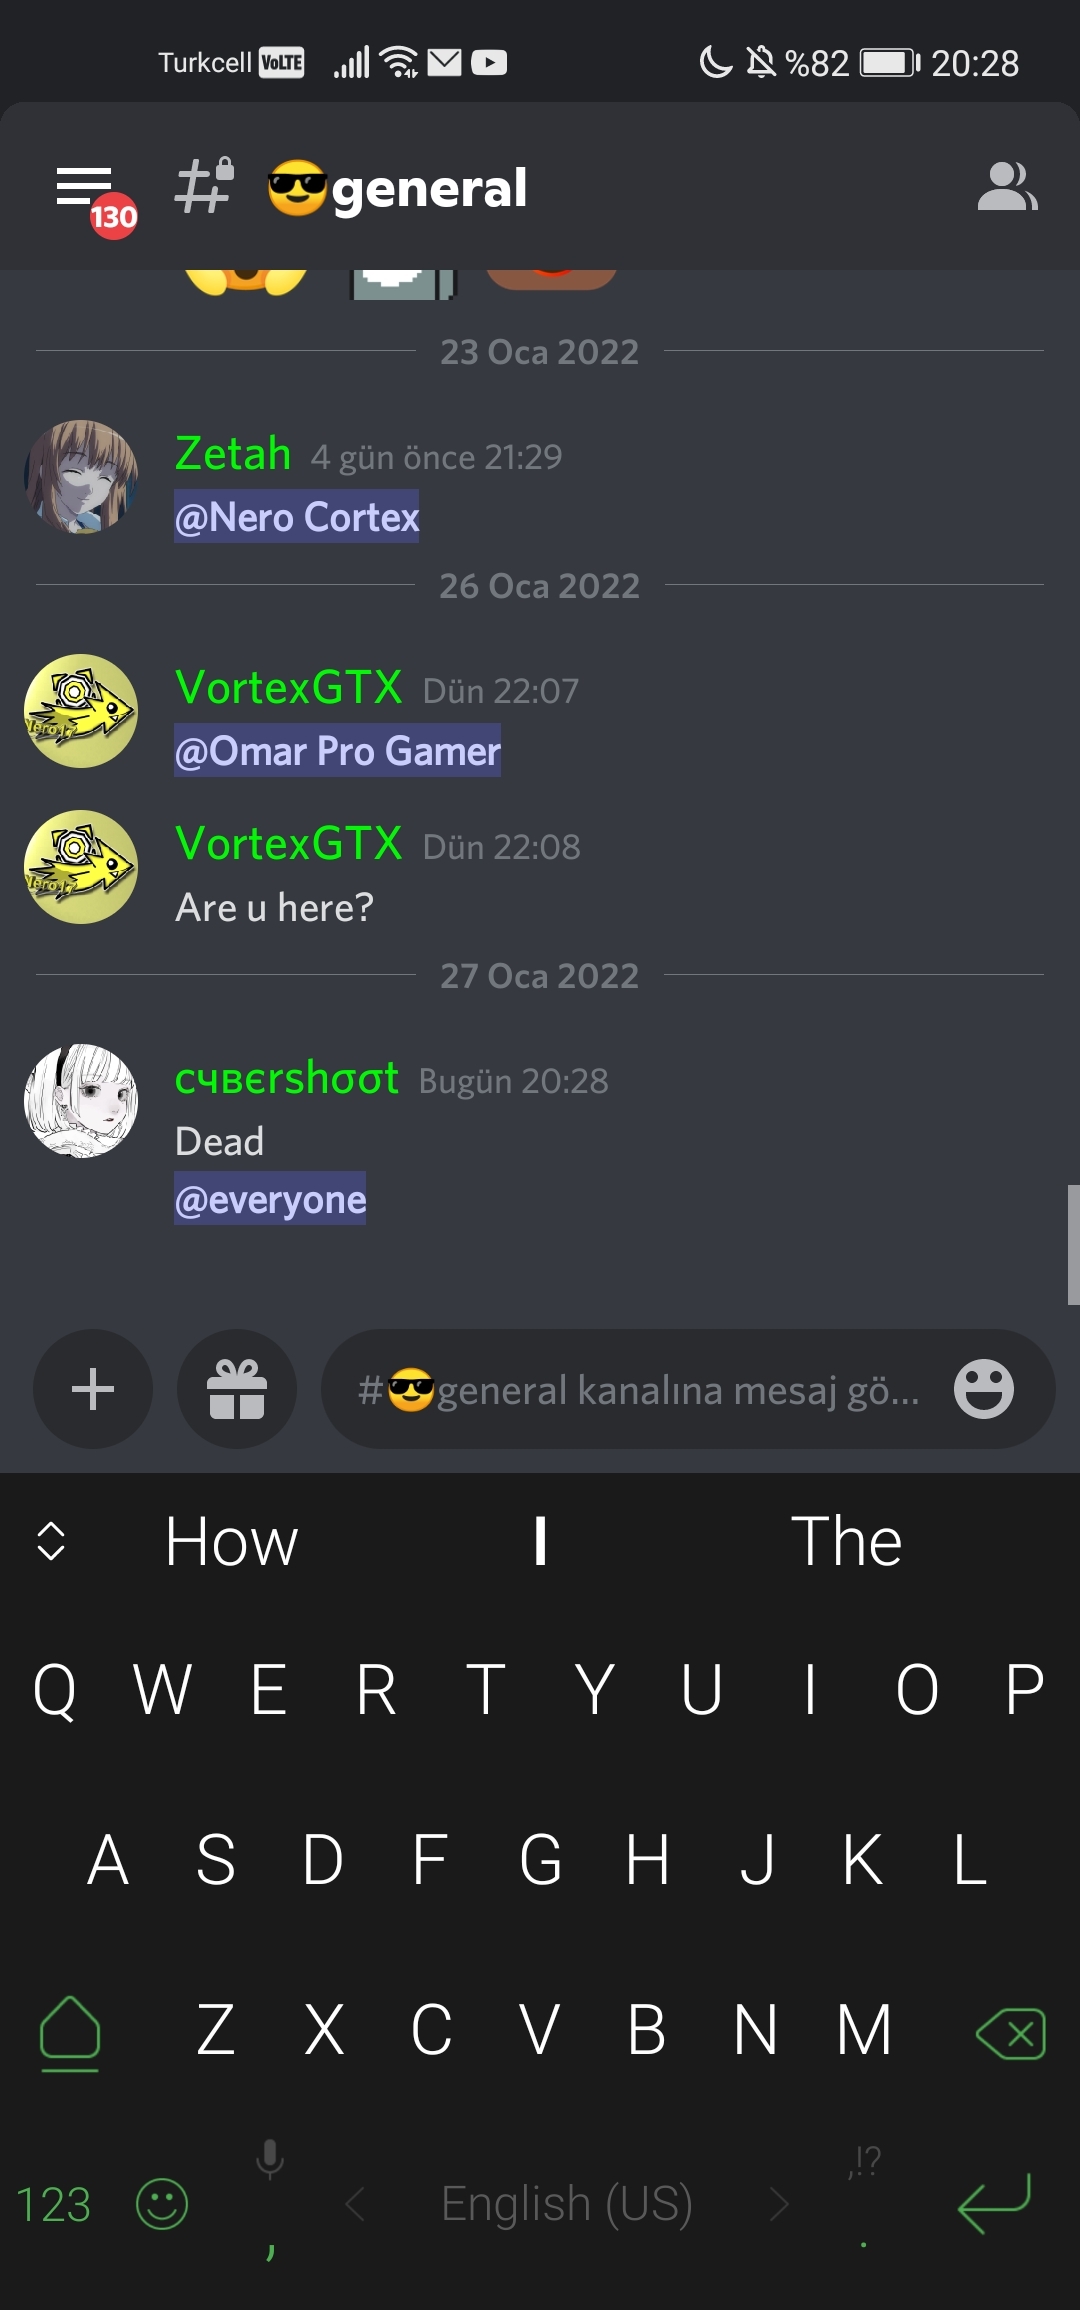 Turkcell VoLTE %82 20:28
130 😎general
23 Oca 2022
Zetah 4 gün önce 21:29
@Nero Cortex
26 Oca 2022
VortexGTX Dün 22:07
@Omar Pro Gamer
VortexGTX Dün 22:08
Are u here?
27 Oca 2022
cчвєrshσσt Bugün 20:28
Dead
@everyone
#😎general kanalına mesaj gö...
How I The
Q W E R T Y U I O P
A S D F G H J K L
Z X C V B N M
,!?
123 , < English (US) > .